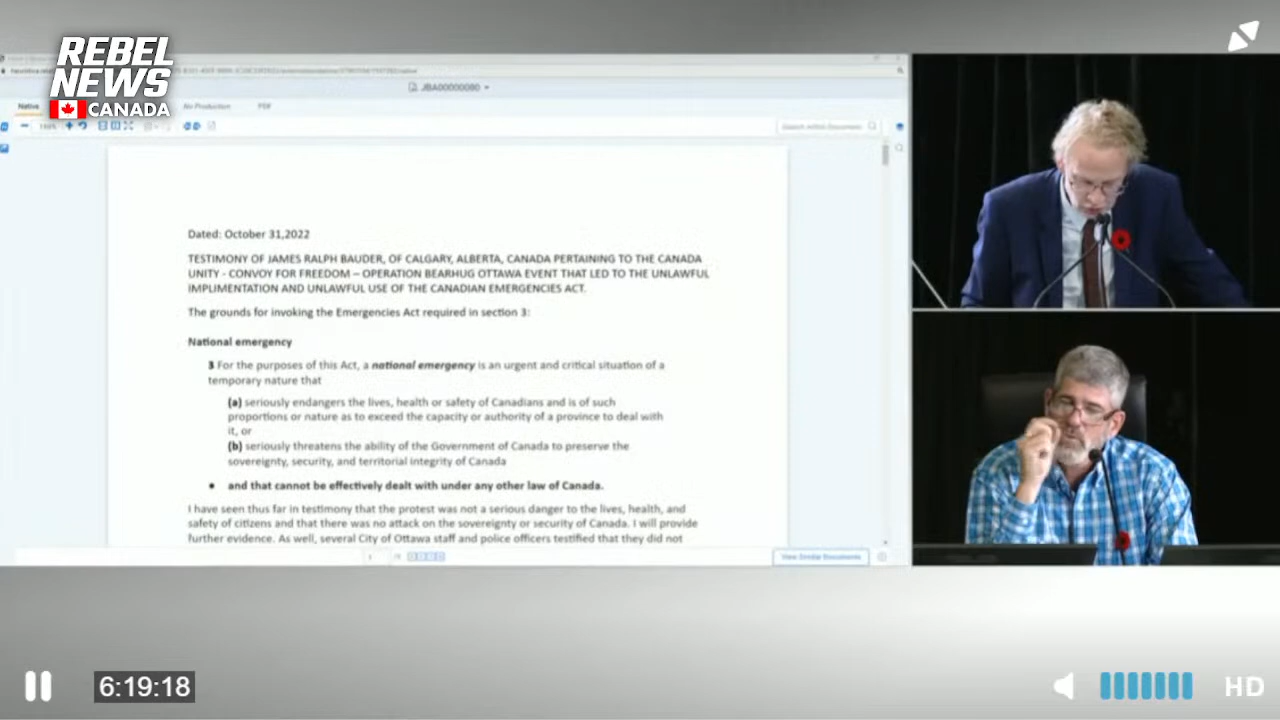 REBEL
NEWS
CANADA
JBA00000080
Native
No Production
PDF
Search within Document
Dated: October 31,2022
TESTIMONY OF JAMES RALPH BAUDER, OF CALGARY, ALBERTA, CANADA PERTAINING TO THE CANADA
UNITY - CONVOY FOR FREEDOM – OPERATION BEARHUG OTTAWA EVENT THAT LED TO THE UNLAWFUL
IMPLIMENTATION AND UNLAWFUL USE OF THE CANADIAN EMERGENCIES ACT.
The grounds for invoking the Emergencies Act required in section 3:
National emergency
3 For the purposes of this Act, a national emergency is an urgent and critical situation of a
temporary nature that
(a) seriously endangers the lives, health or safety of Canadians and is of such
proportions or nature as to exceed the capacity or authority of a province to deal with
it, or
(b) seriously threatens the ability of the Government of Canada to preserve the
sovereignty, security, and territorial integrity of Canada
• and that cannot be effectively dealt with under any other law of Canada.
I have seen thus far in testimony that the protest was not a serious danger to the lives, health, and
safety of citizens and that there was no attack on the sovereignty or security of Canada. I will provide
further evidence. As well, several City of Ottawa staff and police officers testified that they did not
View Similar Documents
6:19:18
HD